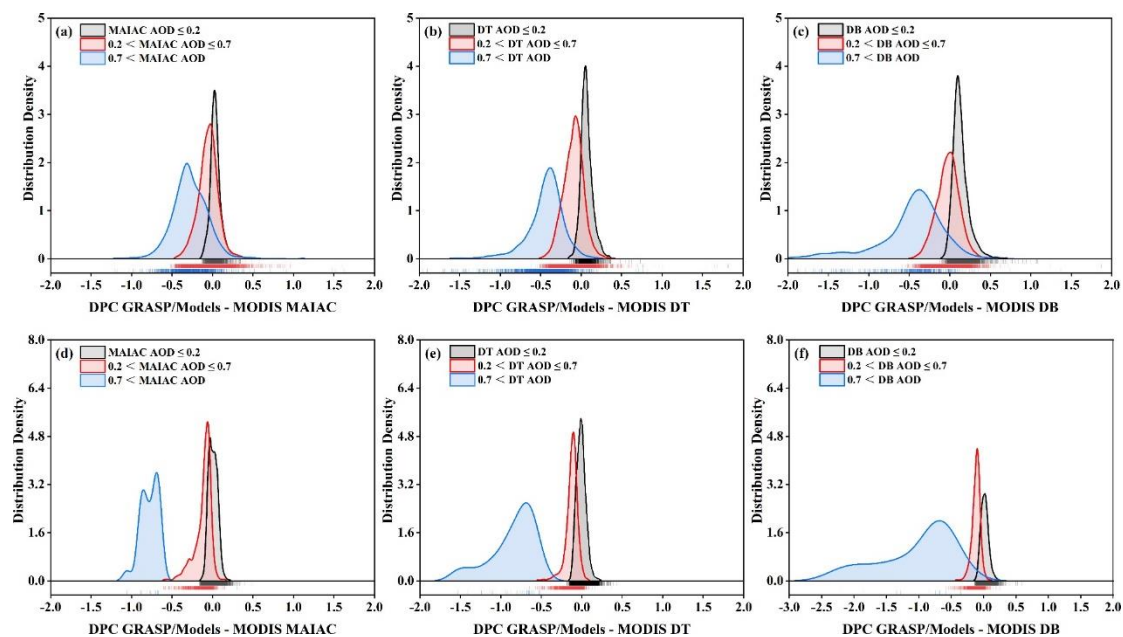 (a)
MAIAC AOD ≤ 0.2
0.2 < MAIAC AOD ≤ 0.7
0.7 < MAIAC AOD
Distribution Density
5
4
3
2
1
0
-2.0 -1.5 -1.0 -0.5 0.0 0.5 1.0 1.5 2.0
DPC GRASP/Models - MODIS MAIAC
(b)
DT AOD ≤ 0.2
0.2 < DT AOD ≤ 0.7
0.7 < DT AOD
Distribution Density
5
4
3
2
1
0
-2.0 -1.5 -1.0 -0.5 0.0 0.5 1.0 1.5 2.0
DPC GRASP/Models - MODIS DT
(c)
DB AOD ≤ 0.2
0.2 < DB AOD ≤ 0.7
0.7 < DB AOD
Distribution Density
5
4
3
2
1
0
-2.0 -1.5 -1.0 -0.5 0.0 0.5 1.0 1.5 2.0
DPC GRASP/Models - MODIS DB
(d)
MAIAC AOD ≤ 0.2
0.2 < MAIAC AOD ≤ 0.7
0.7 < MAIAC AOD
Distribution Density
8.0
6.4
4.8
3.2
1.6
0.0
-2.0 -1.5 -1.0 -0.5 0.0 0.5 1.0 1.5 2.0
DPC GRASP/Models - MODIS MAIAC
(e)
DT AOD ≤ 0.2
0.2 < DT AOD ≤ 0.7
0.7 < DT AOD
Distribution Density
8.0
6.4
4.8
3.2
1.6
0.0
-2.0 -1.5 -1.0 -0.5 0.0 0.5 1.0 1.5 2.0
DPC GRASP/Models - MODIS DT
(f)
DB AOD ≤ 0.2
0.2 < DB AOD ≤ 0.7
0.7 < DB AOD
Distribution Density
8.0
6.4
4.8
3.2
1.6
0.0
-3.0 -2.5 -2.0 -1.5 -1.0 -0.5 0.0 0.5 1.0 1.5 2.0
DPC GRASP/Models - MODIS DB